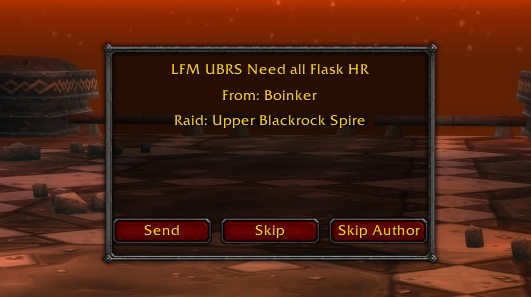 LFM UBRS Need all Flask HR
From: Boinker
Raid: Upper Blackrock Spire
Send Skip Skip Author